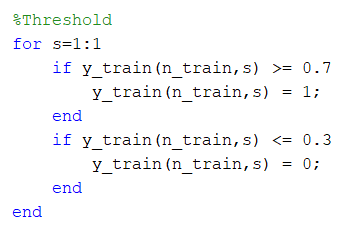 %Threshold
for s=1:1
    if y_train(n_train,s) >= 0.7
        y_train(n_train,s) = 1;
    end
    if y_train(n_train,s) <= 0.3
        y_train(n_train,s) = 0;
    end
end